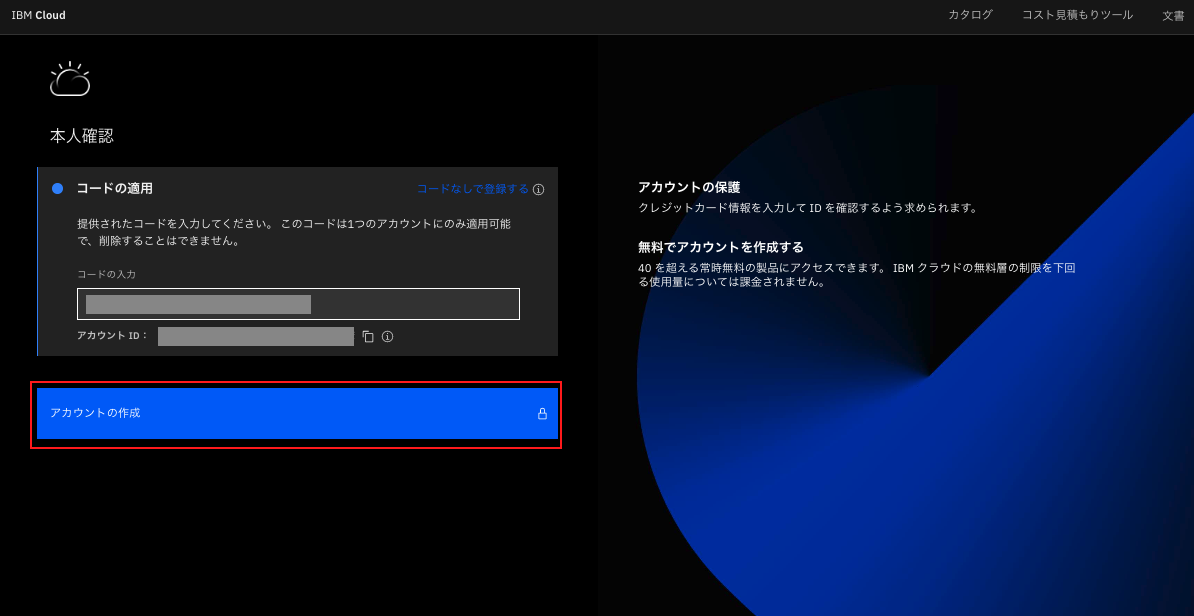 IBM Cloud
カタログ
コスト見積もりツール
文書
本人確認
コードの適用
コードなしで登録する
提供されたコードを入力してください。 このコードは1つのアカウントにのみ適用可能
で、削除することはできません。
コードの入力
アカウント ID：
アカウントの作成
アカウントの保護
クレジットカード情報を入力して ID を確認するよう求められます。
無料でアカウントを作成する
40 を超える常時無料の製品にアクセスできます。 IBM クラウドの無料層の制限を下回
る使用量については課金されません。